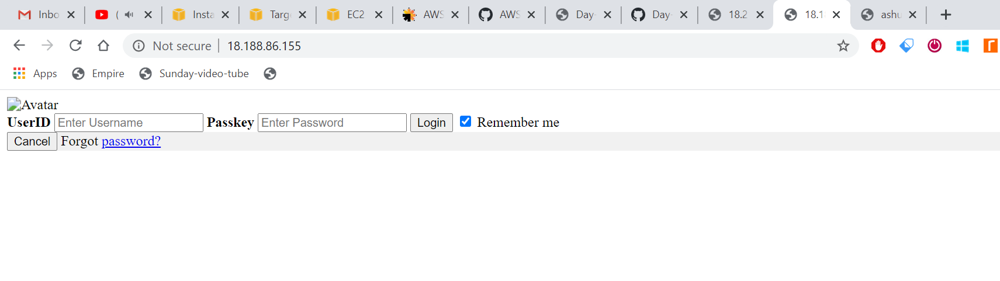 Inbo ( Insta Targ EC2 AWS AWS Day- Day- 18.2 18.1 ashu
Not secure 18.188.86.155
Apps Empire Sunday-video-tube
Avatar
UserID Enter Username Passkey Enter Password Login Remember me
Cancel Forgot password?